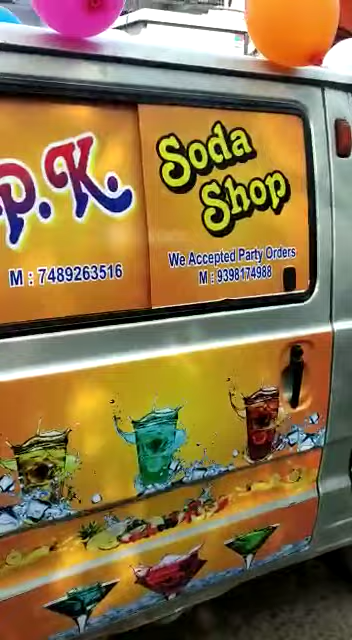 P.K.
Soda
Shop
We Accepted Party Orders
M : 7489263516
M : 9398174988